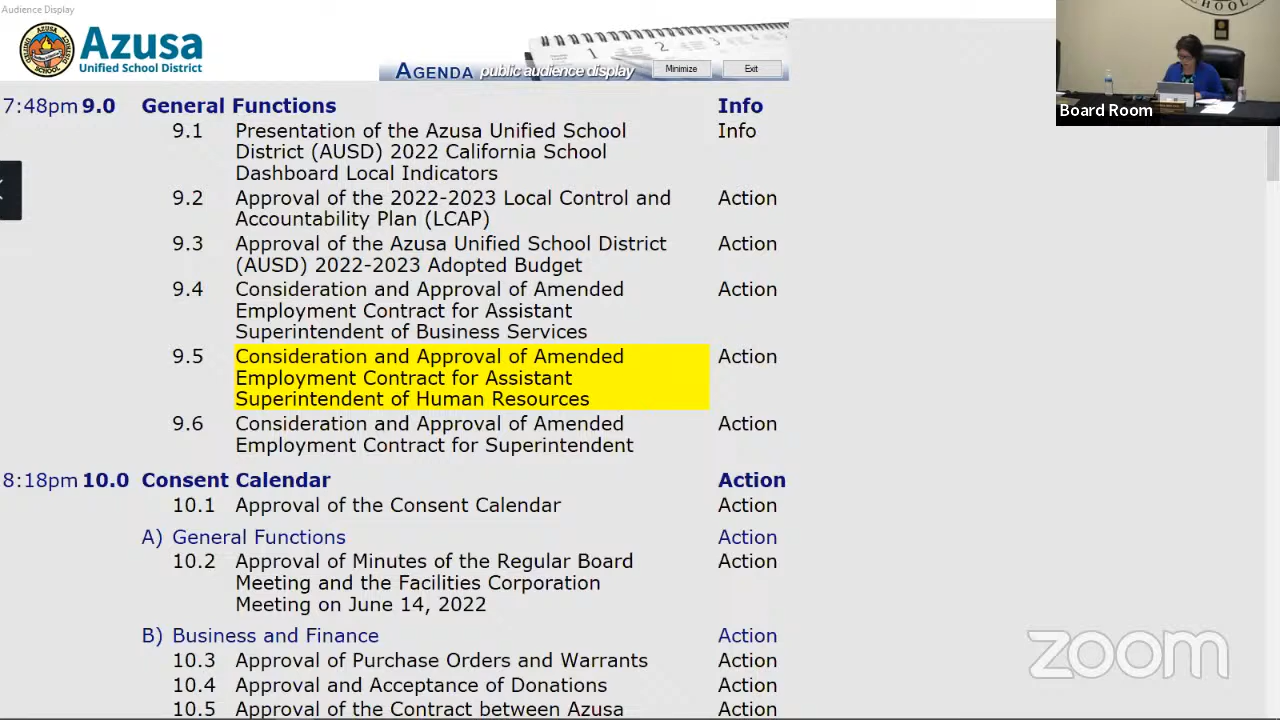 Audience Display
Azusa
Unified School District
1 2 3 4 5
AGENDA public audience display
Minimize
Exit
Board Room
7:48pm 9.0 General Functions Info
9.1 Presentation of the Azusa Unified School Info
District (AUSD) 2022 California School
Dashboard Local Indicators
9.2 Approval of the 2022-2023 Local Control and Action
Accountability Plan (LCAP)
9.3 Approval of the Azusa Unified School District Action
(AUSD) 2022-2023 Adopted Budget
9.4 Consideration and Approval of Amended Action
Employment Contract for Assistant
Superintendent of Business Services
9.5 Consideration and Approval of Amended Action
Employment Contract for Assistant
Superintendent of Human Resources
9.6 Consideration and Approval of Amended Action
Employment Contract for Superintendent
8:18pm 10.0 Consent Calendar Action
10.1 Approval of the Consent Calendar Action
A) General Functions Action
10.2 Approval of Minutes of the Regular Board Action
Meeting and the Facilities Corporation
Meeting on June 14, 2022
B) Business and Finance Action
10.3 Approval of Purchase Orders and Warrants Action
10.4 Approval and Acceptance of Donations Action
10.5 Approval of the Contract between Azusa Action
zoom